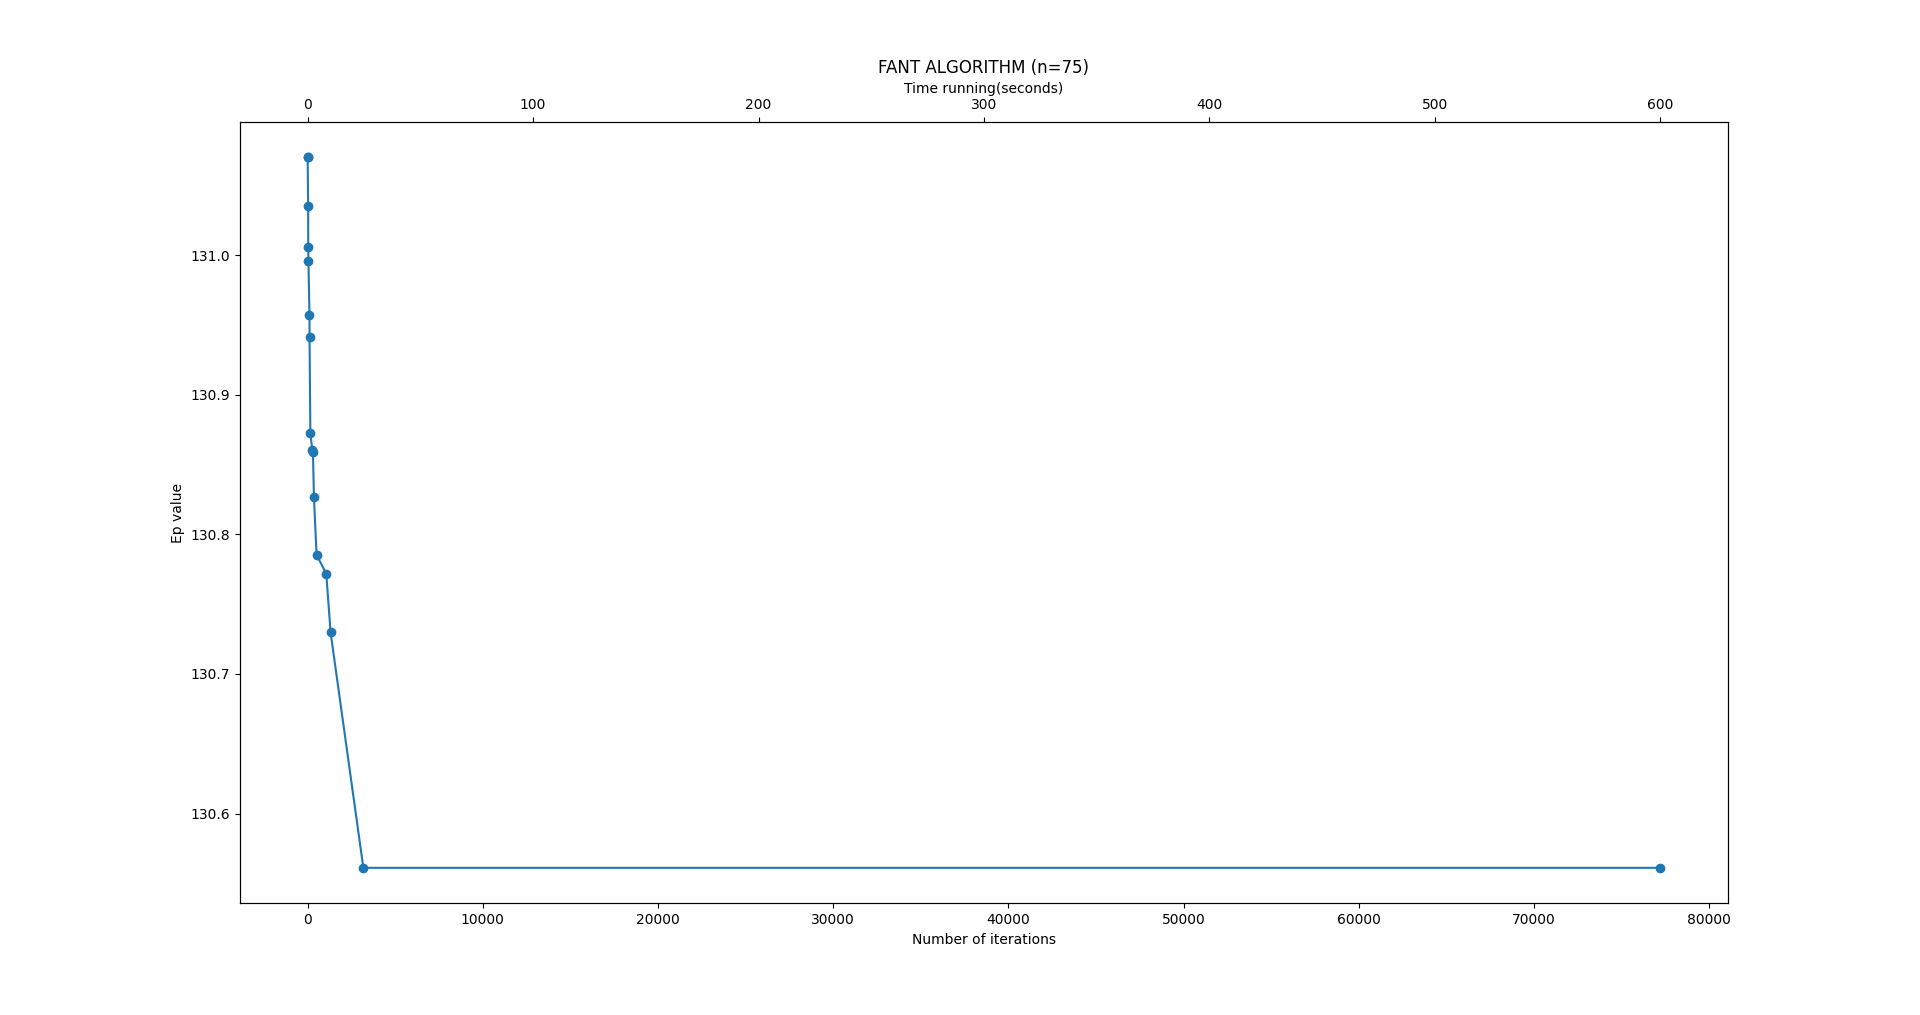 FANT ALGORITHM (n=75)
Time running(seconds)
0 100 200 300 400 500 600
131.0
130.9
130.8
130.7
130.6
Ep value
0 10000 20000 30000 40000 50000 60000 70000 80000
Number of iterations